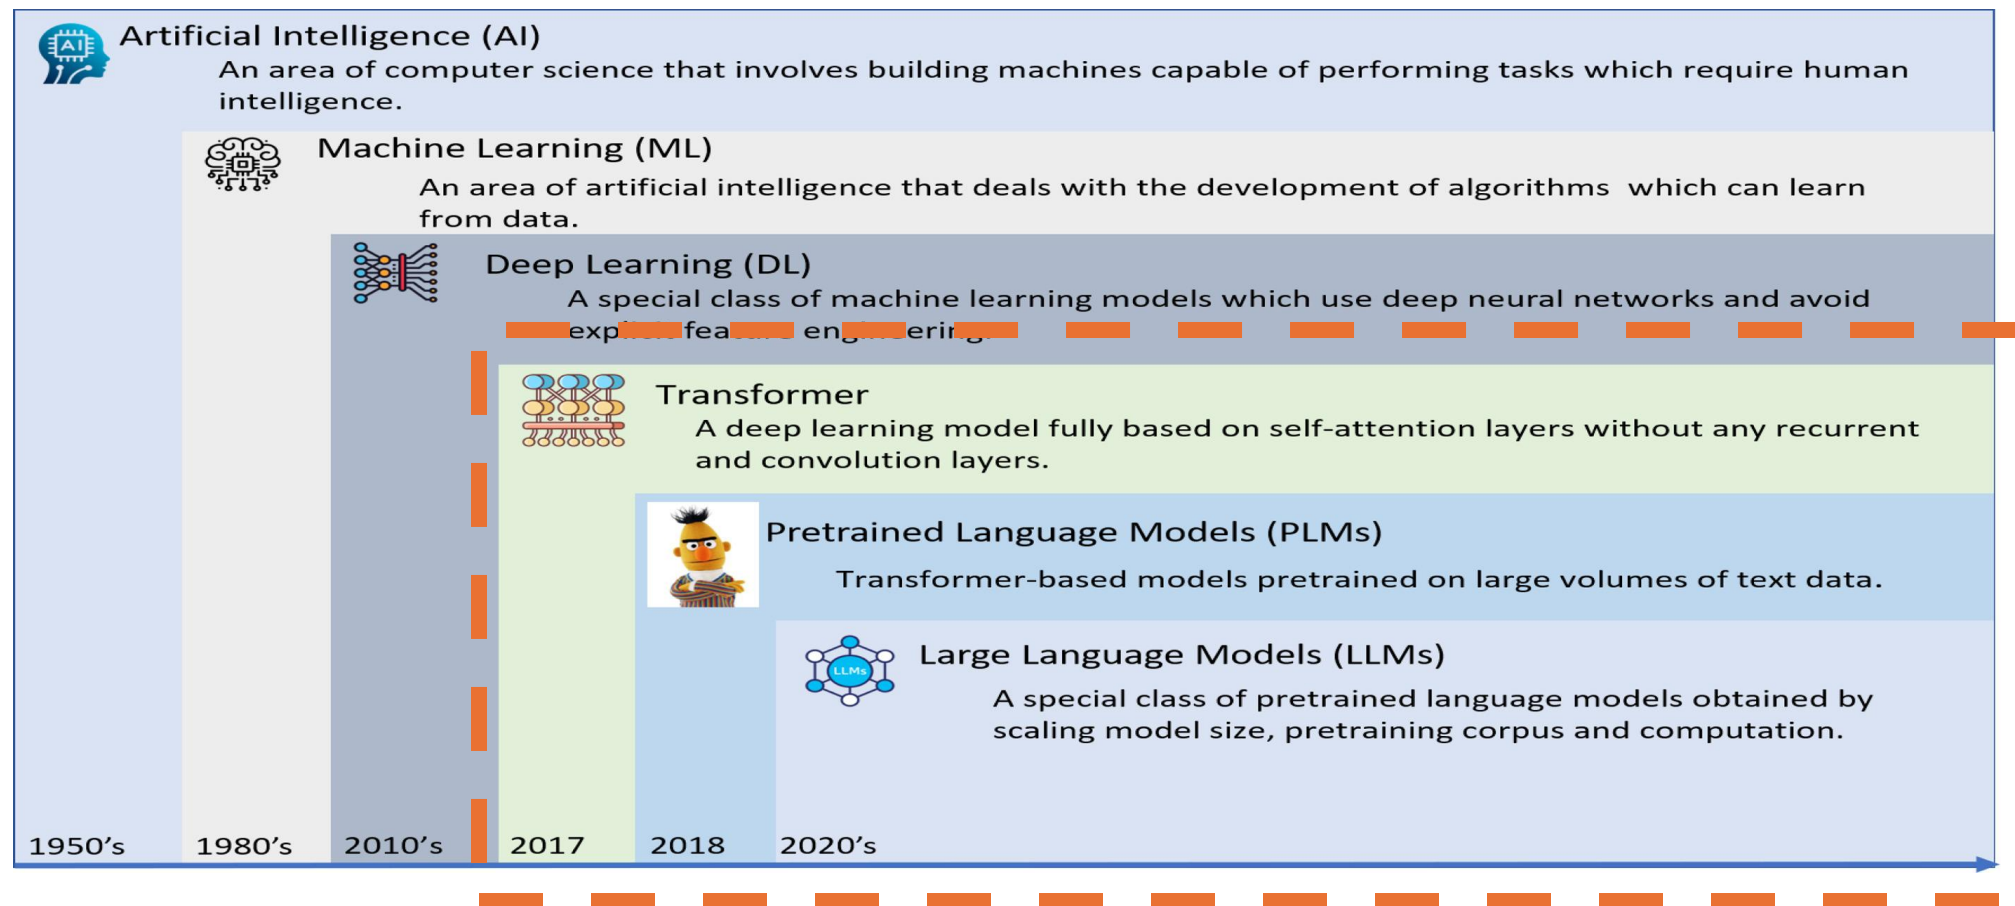 AI
Artificial Intelligence (AI)
An area of computer science that involves building machines capable of performing tasks which require human
intelligence.
Machine Learning (ML)
An area of artificial intelligence that deals with the development of algorithms which can learn
from data.
Deep Learning (DL)
A special class of machine learning models which use deep neural networks and avoid
explicit feature engineering.
Transformer
A deep learning model fully based on self-attention layers without any recurrent
and convolution layers.
Pretrained Language Models (PLMs)
Transformer-based models pretrained on large volumes of text data.
LLMs
Large Language Models (LLMs)
A special class of pretrained language models obtained by
scaling model size, pretraining corpus and computation.
1950’s 1980’s 2010’s 2017 2018 2020’s